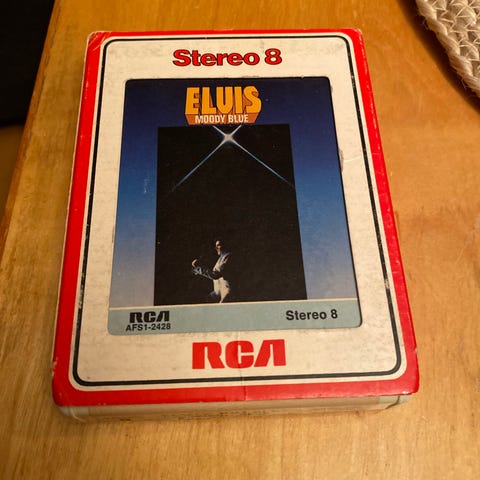 Stereo 8
ELVIS
MOODY BLUE
RCA
AFS1-2428
Stereo 8
RCA